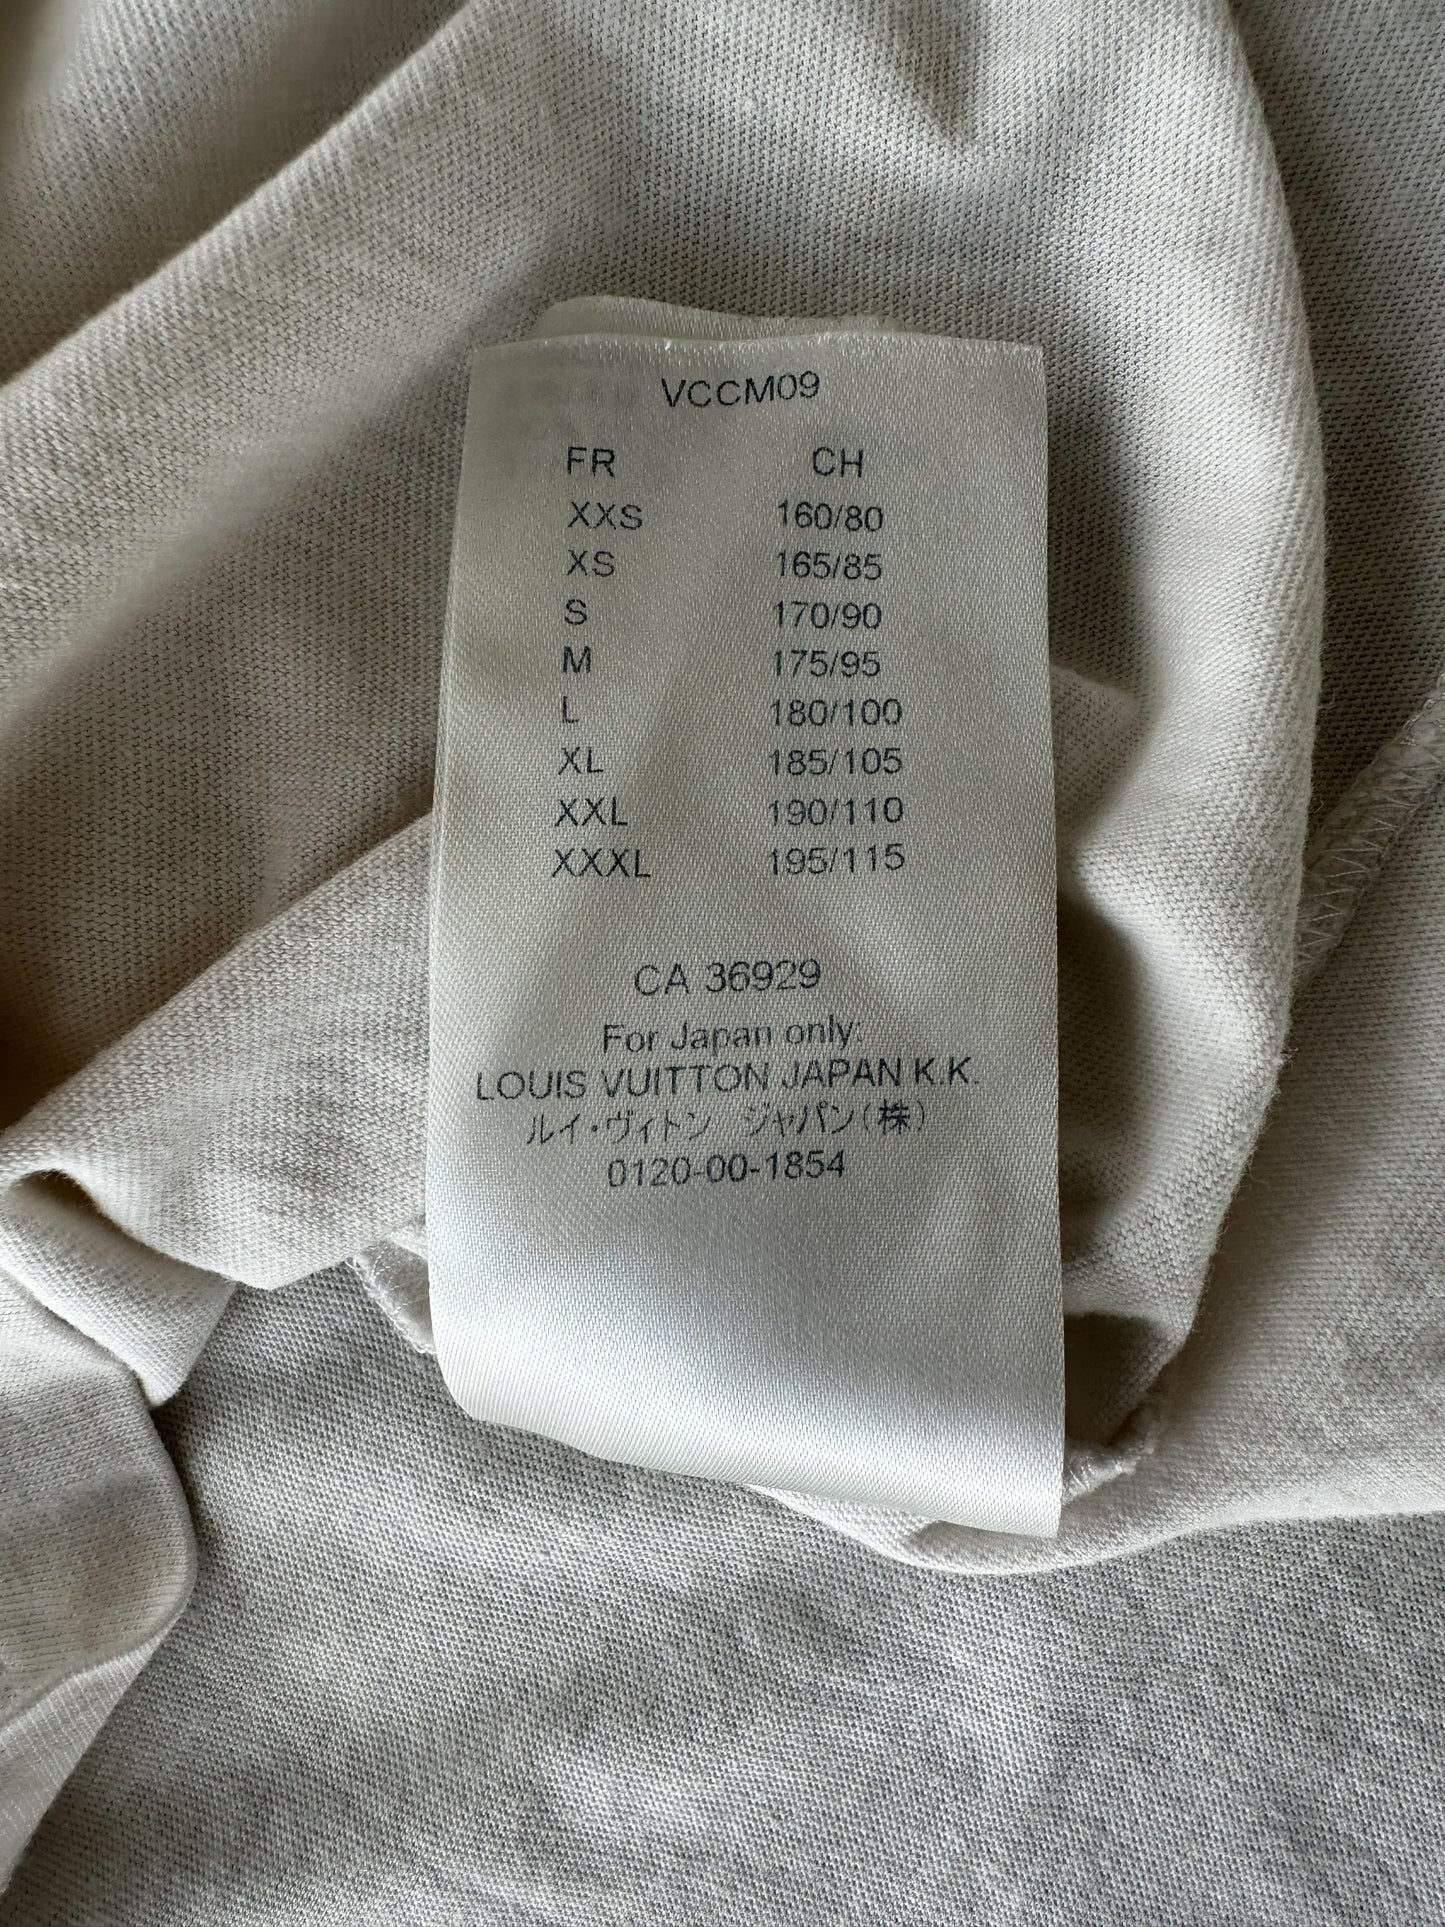 VCCM09
FR CH
XXS 160/80
XS 165/85
S 170/90
M 175/95
L 180/100
XL 185/105
XXL 190/110
XXXL 195/115
CA 36929
For Japan only:
LOUIS VUITTON JAPAN K.K.
ルイ・ヴィトン ジャパン(株)
0120-00-1854